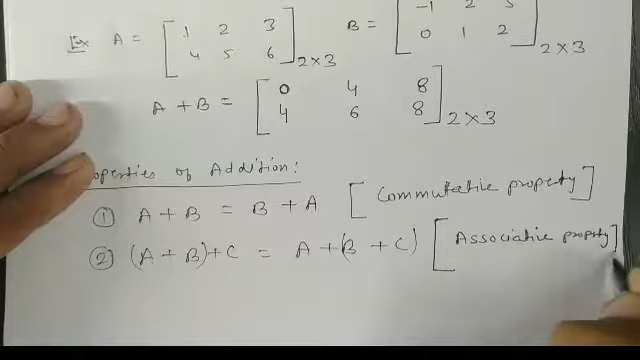 Ex A = [ 1 2 3 B = [ -1 2 5
4 5 6 ]2×3 0 1 2 ]2×3
A + B = [ 0 4 8
4 6 8 ]2×3
operties of Addition:
① A + B = B + A [ Commutative property ]
② (A + B)+C = A +(B + C) [ Associative property ]